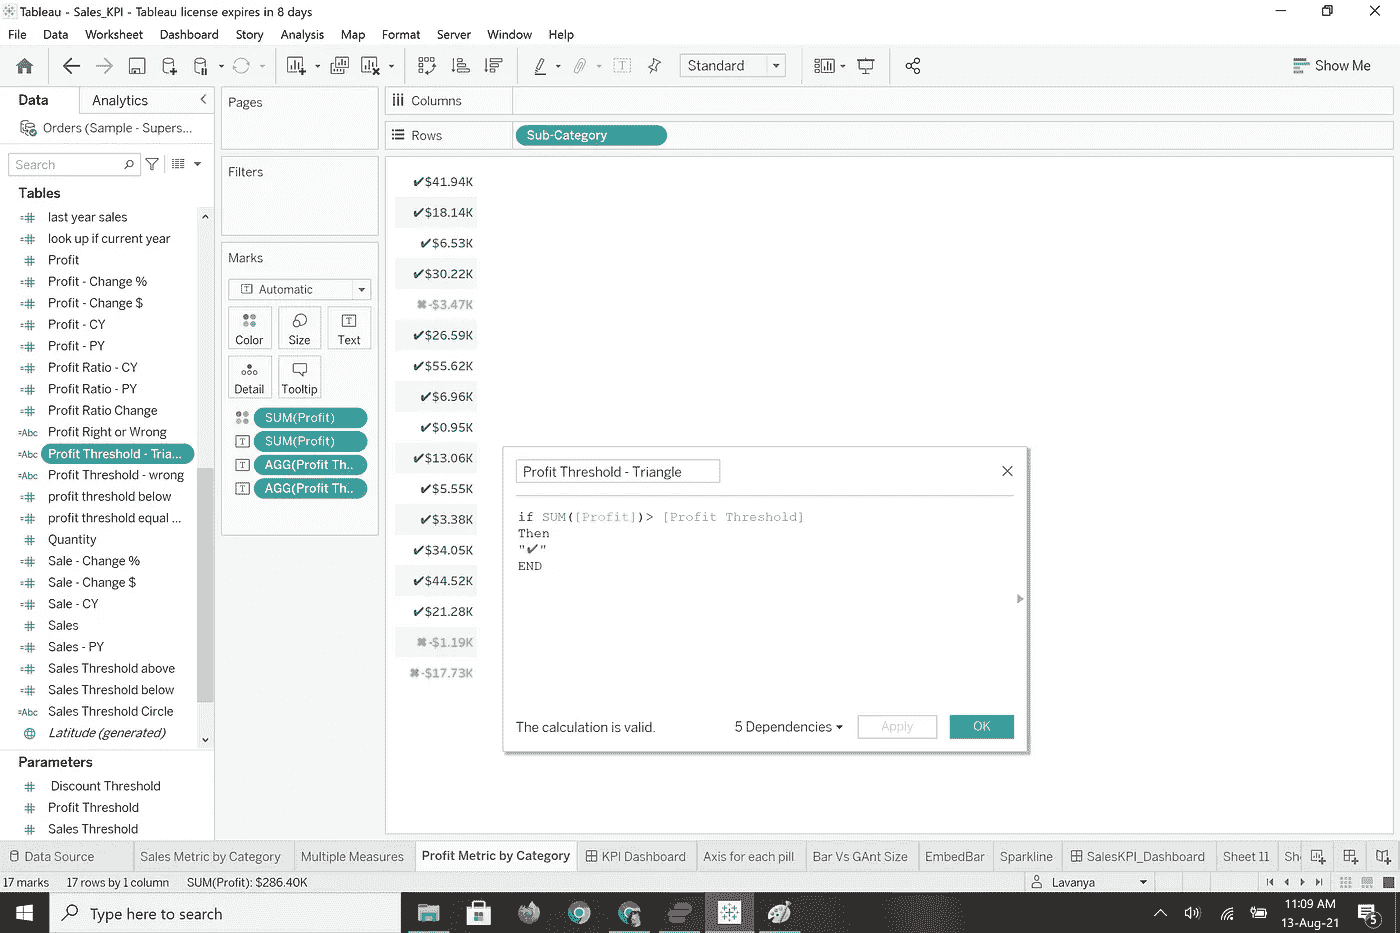 Tableau - Sales_KPI - Tableau license expires in 8 days
File Data Worksheet Dashboard Story Analysis Map Format Server Window Help
Standard
Show Me
Data Analytics
Orders (Sample - Supers...
Search
Tables
last year sales
look up if current year
Profit
Profit - Change %
Profit - Change $
Profit - CY
Profit - PY
Profit Ratio - CY
Profit Ratio - PY
Profit Ratio Change
Abc Profit Right or Wrong
Abc Profit Threshold - Tria...
Abc Profit Threshold - wrong
profit threshold below
profit threshold equal ...
Quantity
Sale - Change %
Sale - Change $
Sale - CY
Sales
Sales - PY
Sales Threshold above
Sales Threshold below
Abc Sales Threshold Circle
Latitude (generated)
Parameters
Discount Threshold
Profit Threshold
Sales Threshold
Pages
Filters
Marks
Automatic
Color Size Text
Detail Tooltip
SUM(Profit)
SUM(Profit)
AGG(Profit Th..
AGG(Profit Th..
Columns
Rows Sub-Category
✔$41.94K
✔$18.14K
✔$6.53K
✔$30.22K
✖-$3.47K
✔$26.59K
✔$55.62K
✔$6.96K
✔$0.95K
✔$13.06K
✔$5.55K
✔$3.38K
✔$34.05K
✔$44.52K
✔$21.28K
✖-$1.19K
✖-$17.73K
Profit Threshold - Triangle
if SUM([Profit])> [Profit Threshold]
Then
"✔"
END
The calculation is valid. 5 Dependencies Apply OK
Data Source Sales Metric by Category Multiple Measures Profit Metric by Category KPI Dashboard Axis for each pill Bar Vs GAnt Size EmbedBar Sparkline SalesKPI_Dashboard Sheet 11 Sh
17 marks 17 rows by 1 column SUM(Profit): $286.40K Lavanya
Type here to search
11:09 AM
13-Aug-21
5